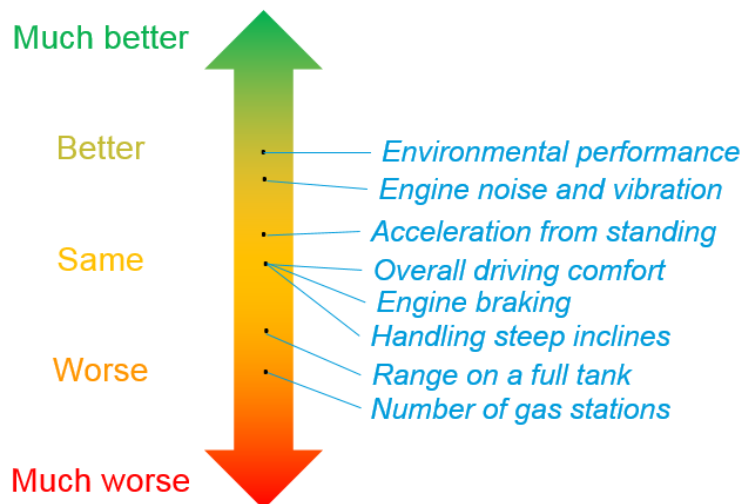 Much better
Better
Environmental performance
Engine noise and vibration
Acceleration from standing
Same
Overall driving comfort
Engine braking
Handling steep inclines
Worse
Range on a full tank
Number of gas stations
Much worse